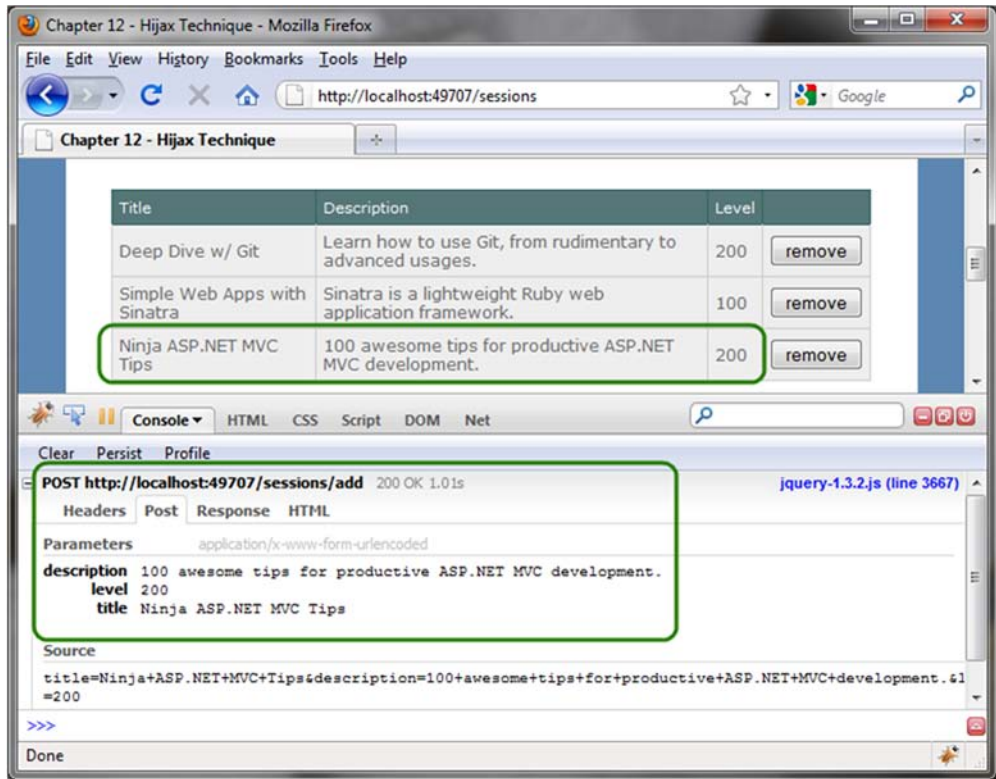 Chapter 12 - Hijax Technique - Mozilla Firefox
File Edit View History Bookmarks Tools Help
http://localhost:49707/sessions
Google
Chapter 12 - Hijax Technique
Title Description Level
Deep Dive w/ Git Learn how to use Git, from rudimentary to advanced usages. 200 remove
Simple Web Apps with Sinatra Sinatra is a lightweight Ruby web application framework. 100 remove
Ninja ASP.NET MVC Tips 100 awesome tips for productive ASP.NET MVC development. 200 remove
Console HTML CSS Script DOM Net
Clear Persist Profile
POST http://localhost:49707/sessions/add 200 OK 1.01s jquery-1.3.2.js (line 3667)
Headers Post Response HTML
Parameters application/x-www-form-urlencoded
description 100 awesome tips for productive ASP.NET MVC development.
level 200
title Ninja ASP.NET MVC Tips
Source
title=Ninja+ASP.NET+MVC+Tips&description=100+awesome+tips+for+productive+ASP.NET+MVC+development.&l
=200
>>>
Done